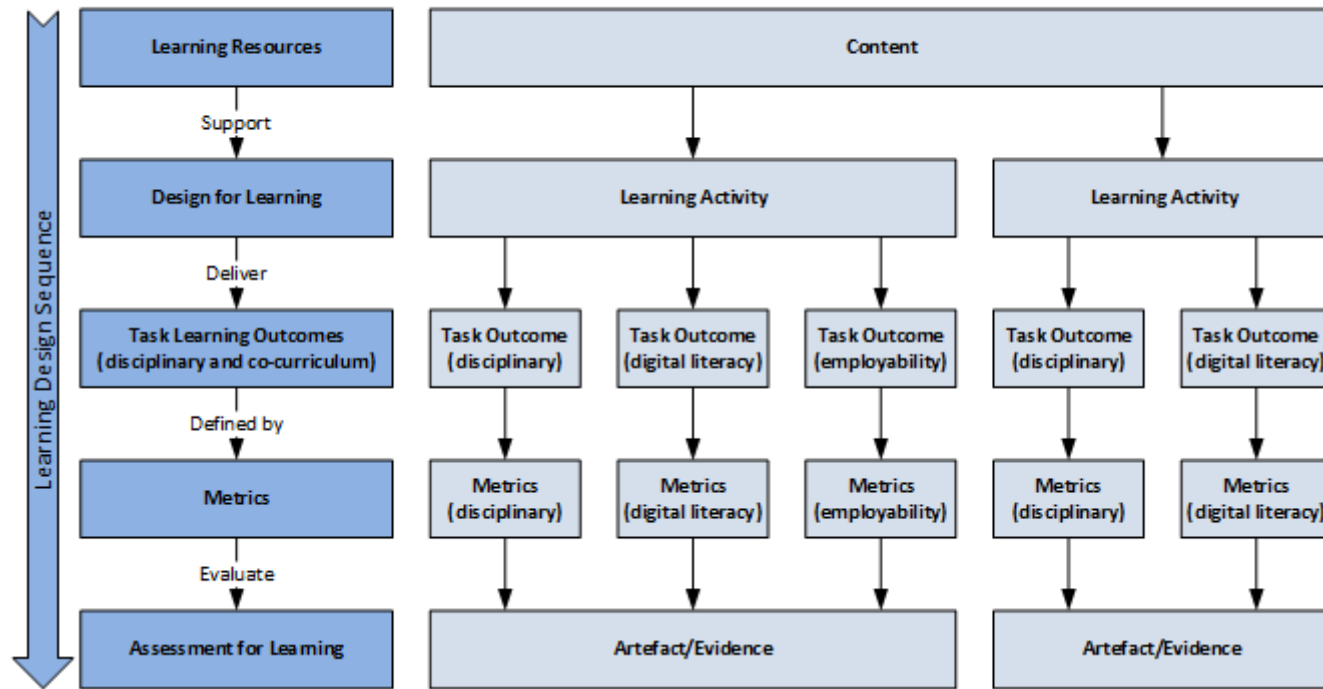 Learning Design Sequence
Learning Resources
Content
Support
Design for Learning
Learning Activity
Learning Activity
Deliver
Task Learning Outcomes
(disciplinary and co-curriculum)
Task Outcome
(disciplinary)
Task Outcome
(digital literacy)
Task Outcome
(employability)
Task Outcome
(disciplinary)
Task Outcome
(digital literacy)
Defined by
Metrics
Metrics
(disciplinary)
Metrics
(digital literacy)
Metrics
(employability)
Metrics
(disciplinary)
Metrics
(digital literacy)
Evaluate
Assessment for Learning
Artefact/Evidence
Artefact/Evidence